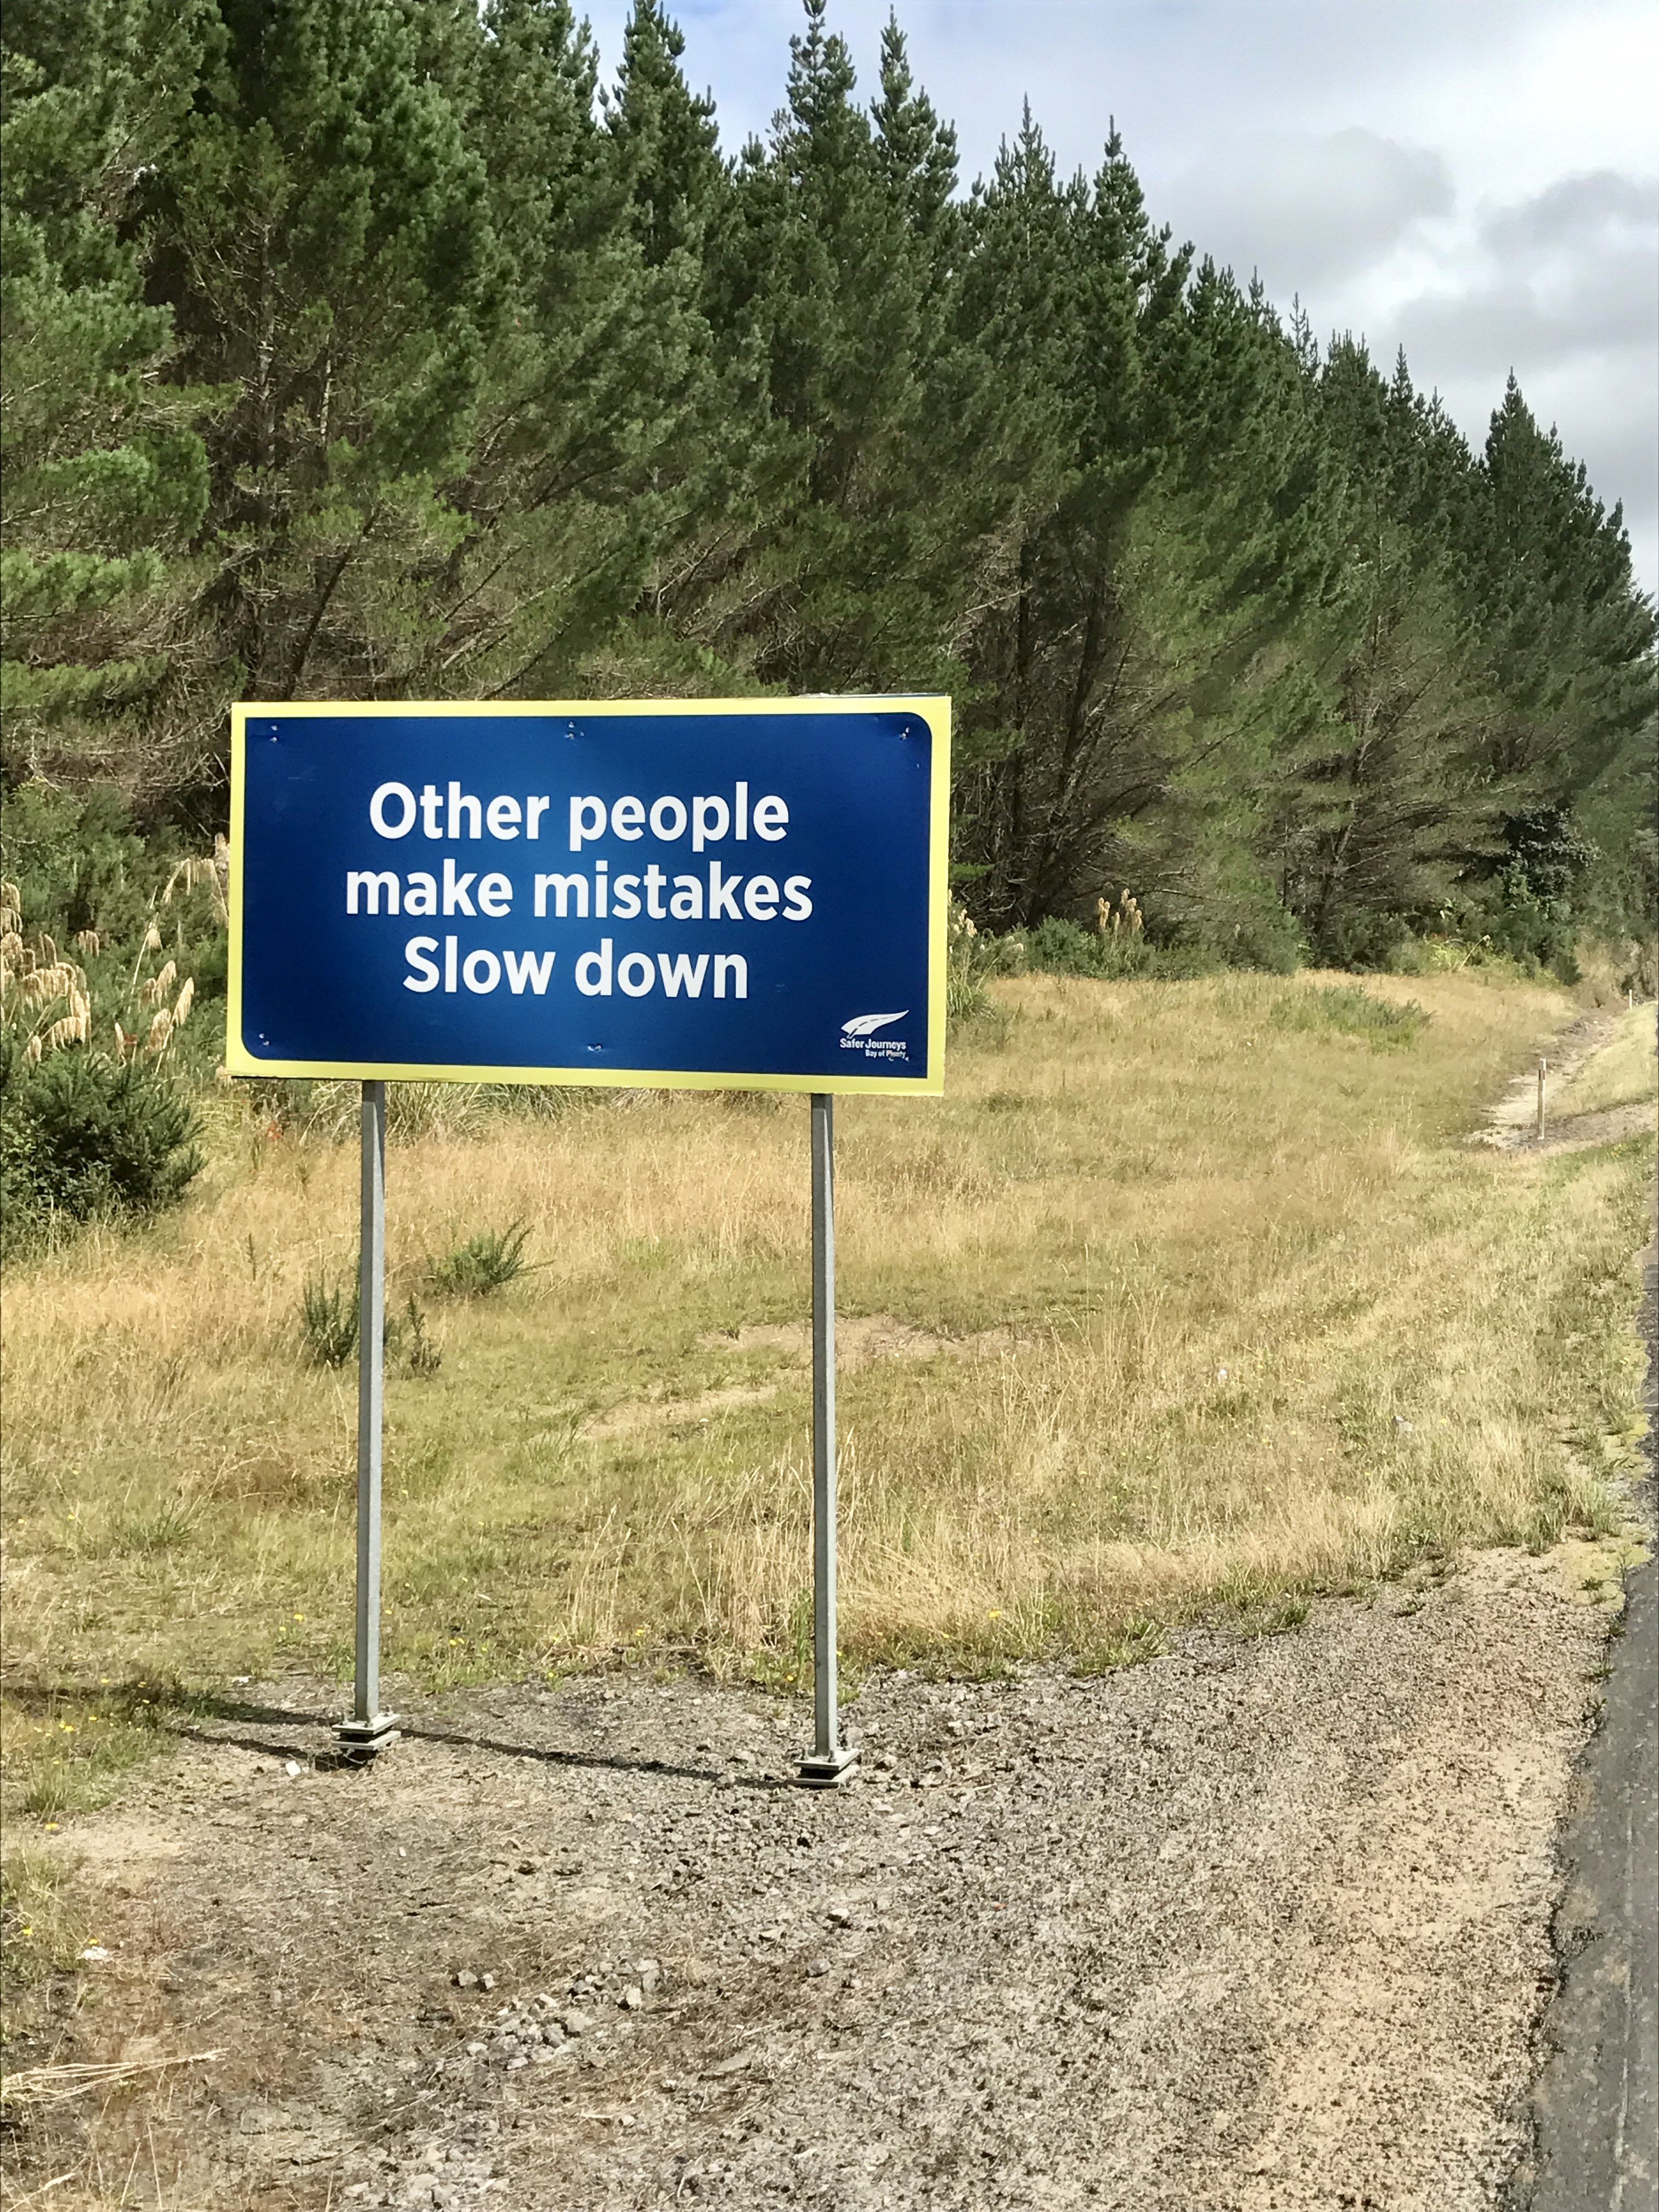 Other people
make mistakes
Slow down
Safer Journeys
Bay of Plenty